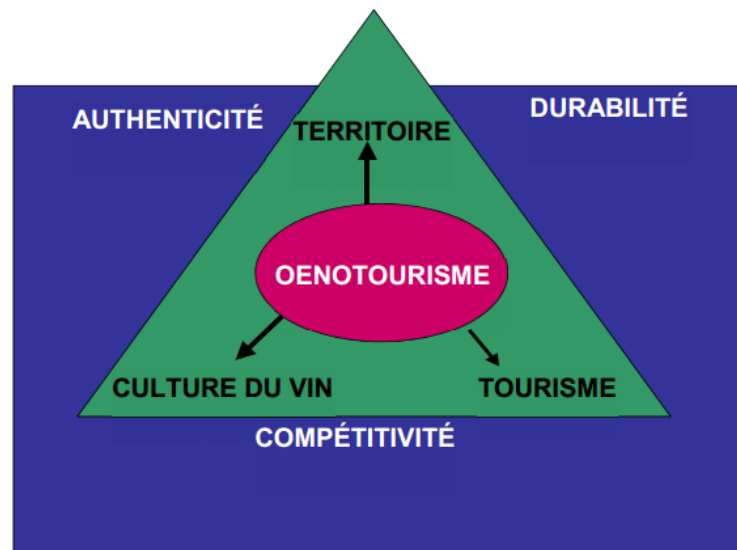 AUTHENTICITÉ
DURABILITÉ
TERRITOIRE
OENOTOURISME
CULTURE DU VIN
TOURISME
COMPÉTITIVITÉ